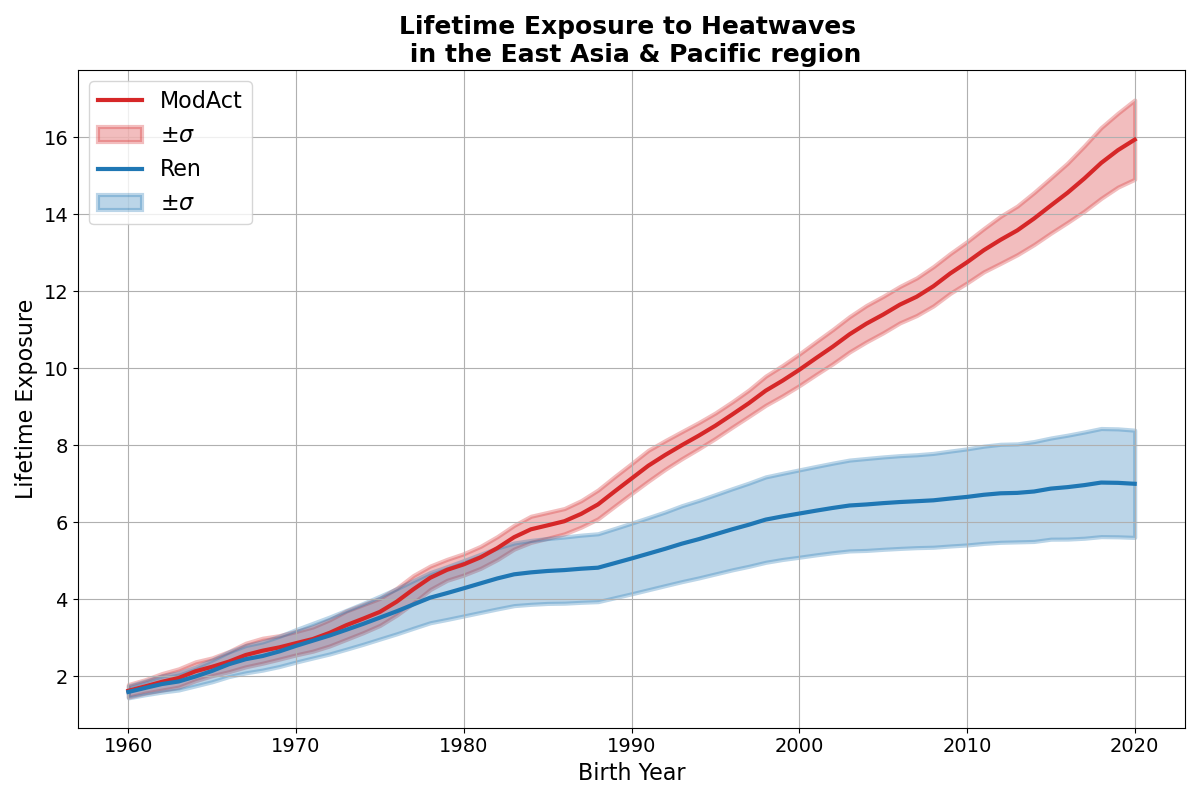 Lifetime Exposure to Heatwaves
in the East Asia & Pacific region
ModAct
±σ
Ren
±σ
Lifetime Exposure
16
14
12
10
8
6
4
2
1960 1970 1980 1990 2000 2010 2020
Birth Year